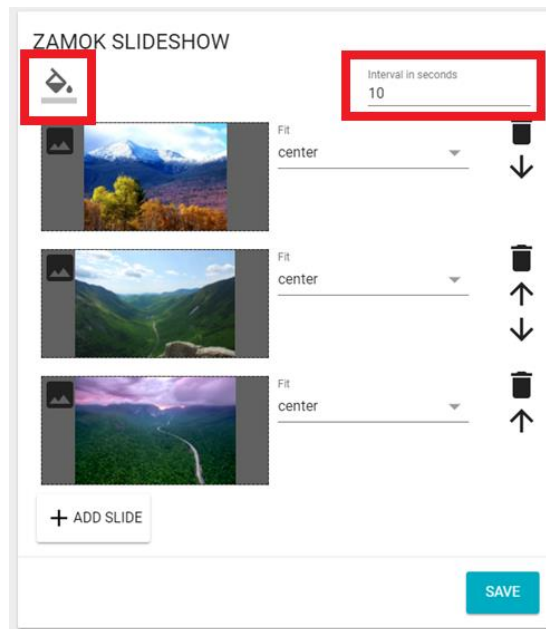 ZAMOK SLIDESHOW
Interval in seconds
10
Fit
center
Fit
center
Fit
center
+ ADD SLIDE
SAVE